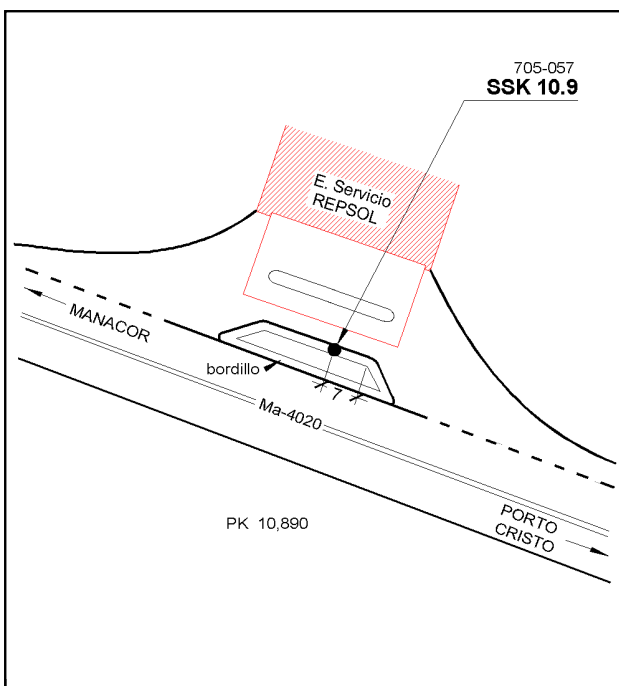 705-057
SSK 10.9
E. Servicio
REPSOL
MANACOR
bordillo
7
Ma-4020
PK 10,890
PORTO
CRISTO